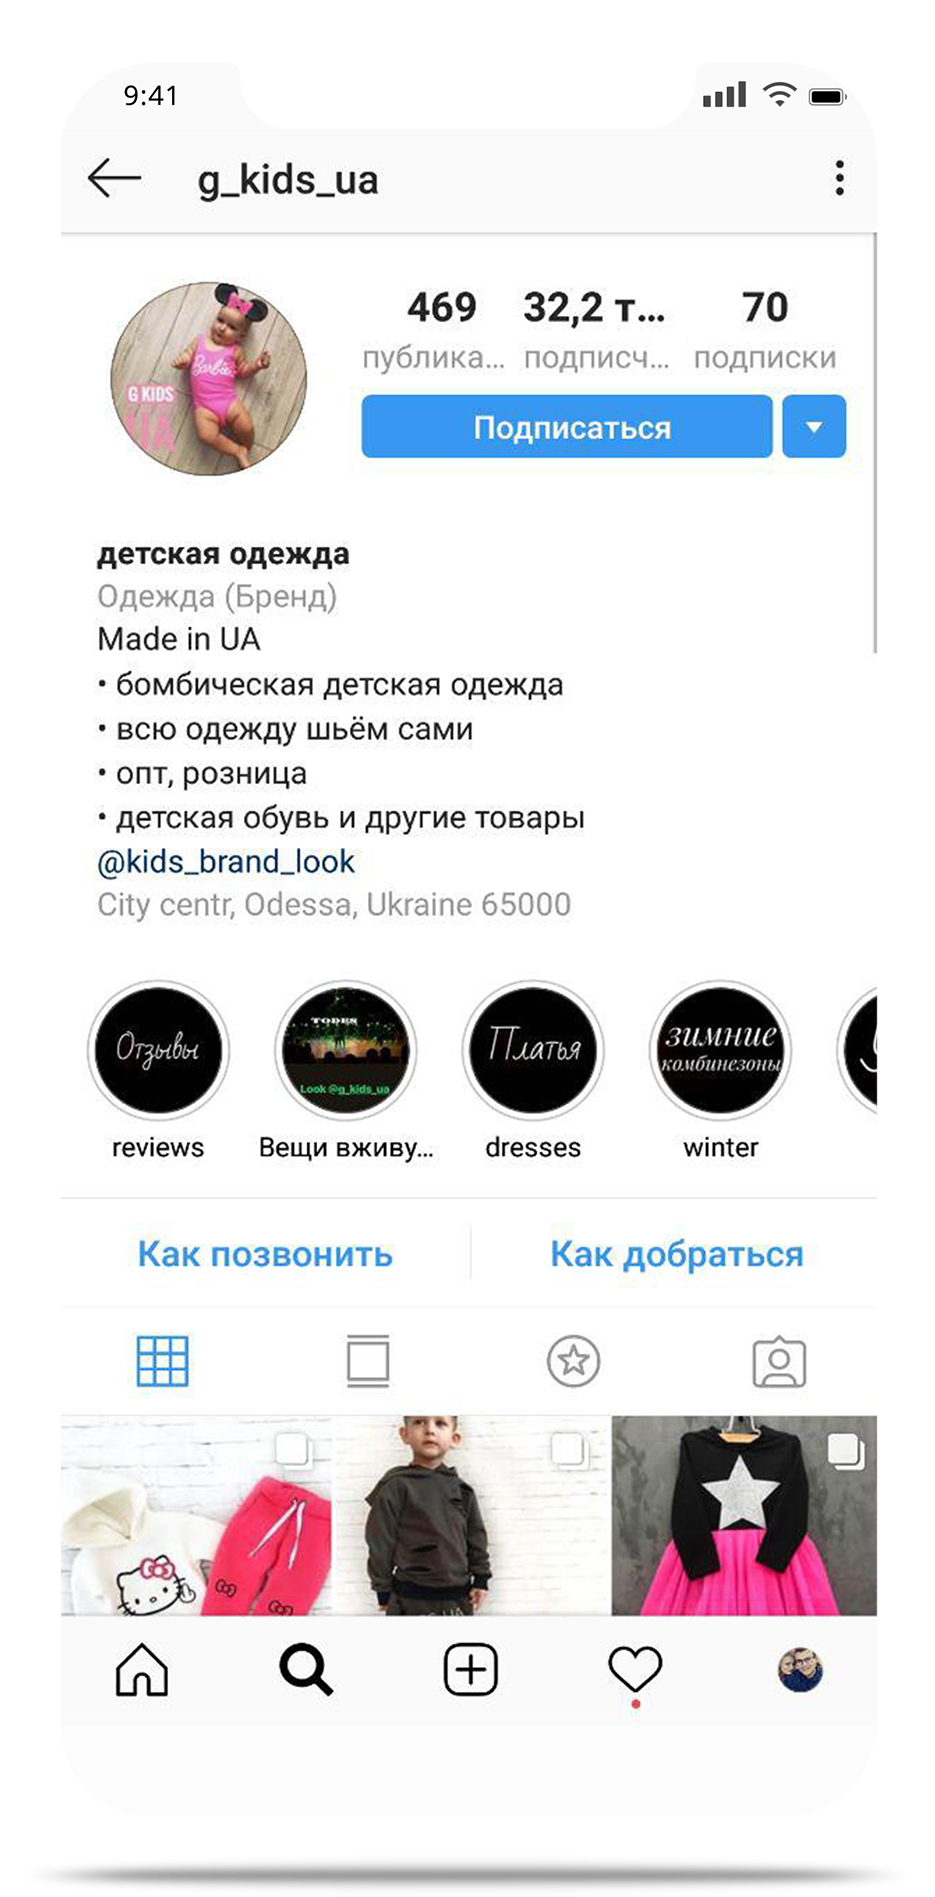 9:41
g_kids_ua
469 32,2 т... 70
публика... подписч... подписки
Подписаться
Barbie
G KIDS
UA
детская одежда
Одежда (Бренд)
Made in UA
• бомбическая детская одежда
• всю одежду шьём сами
• опт, розница
• детская обувь и другие товары
@kids_brand_look
City centr, Odessa, Ukraine 65000
Отзывы
TODES
Look @g_kids_ua
Платья
зимние
комбинезоны
reviews Вещи вживу... dresses winter
Как позвонить Как добраться